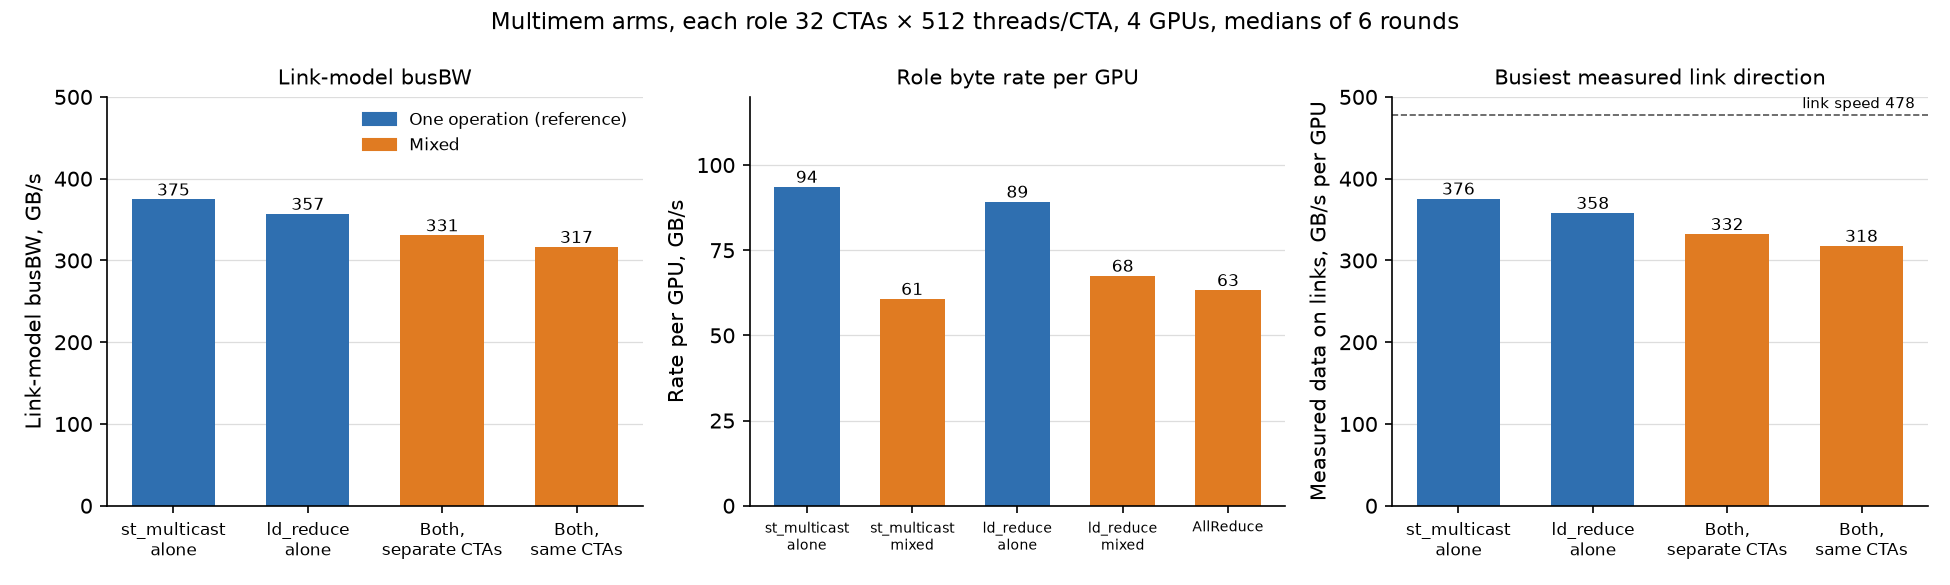 Multimem arms, each role 32 CTAs × 512 threads/CTA, 4 GPUs, medians of 6 rounds
Link-model busBW
Link-model busBW, GB/s
500
400
300
200
100
0
One operation (reference)
Mixed
375
357
331
317
st_multicast
alone
ld_reduce
alone
Both,
separate CTAs
Both,
same CTAs
Role byte rate per GPU
Rate per GPU, GB/s
100
75
50
25
0
94
61
89
68
63
st_multicast
alone
st_multicast
mixed
ld_reduce
alone
ld_reduce
mixed
AllReduce
Busiest measured link direction
Measured data on links, GB/s per GPU
500
400
300
200
100
0
link speed 478
376
358
332
318
st_multicast
alone
ld_reduce
alone
Both,
separate CTAs
Both,
same CTAs